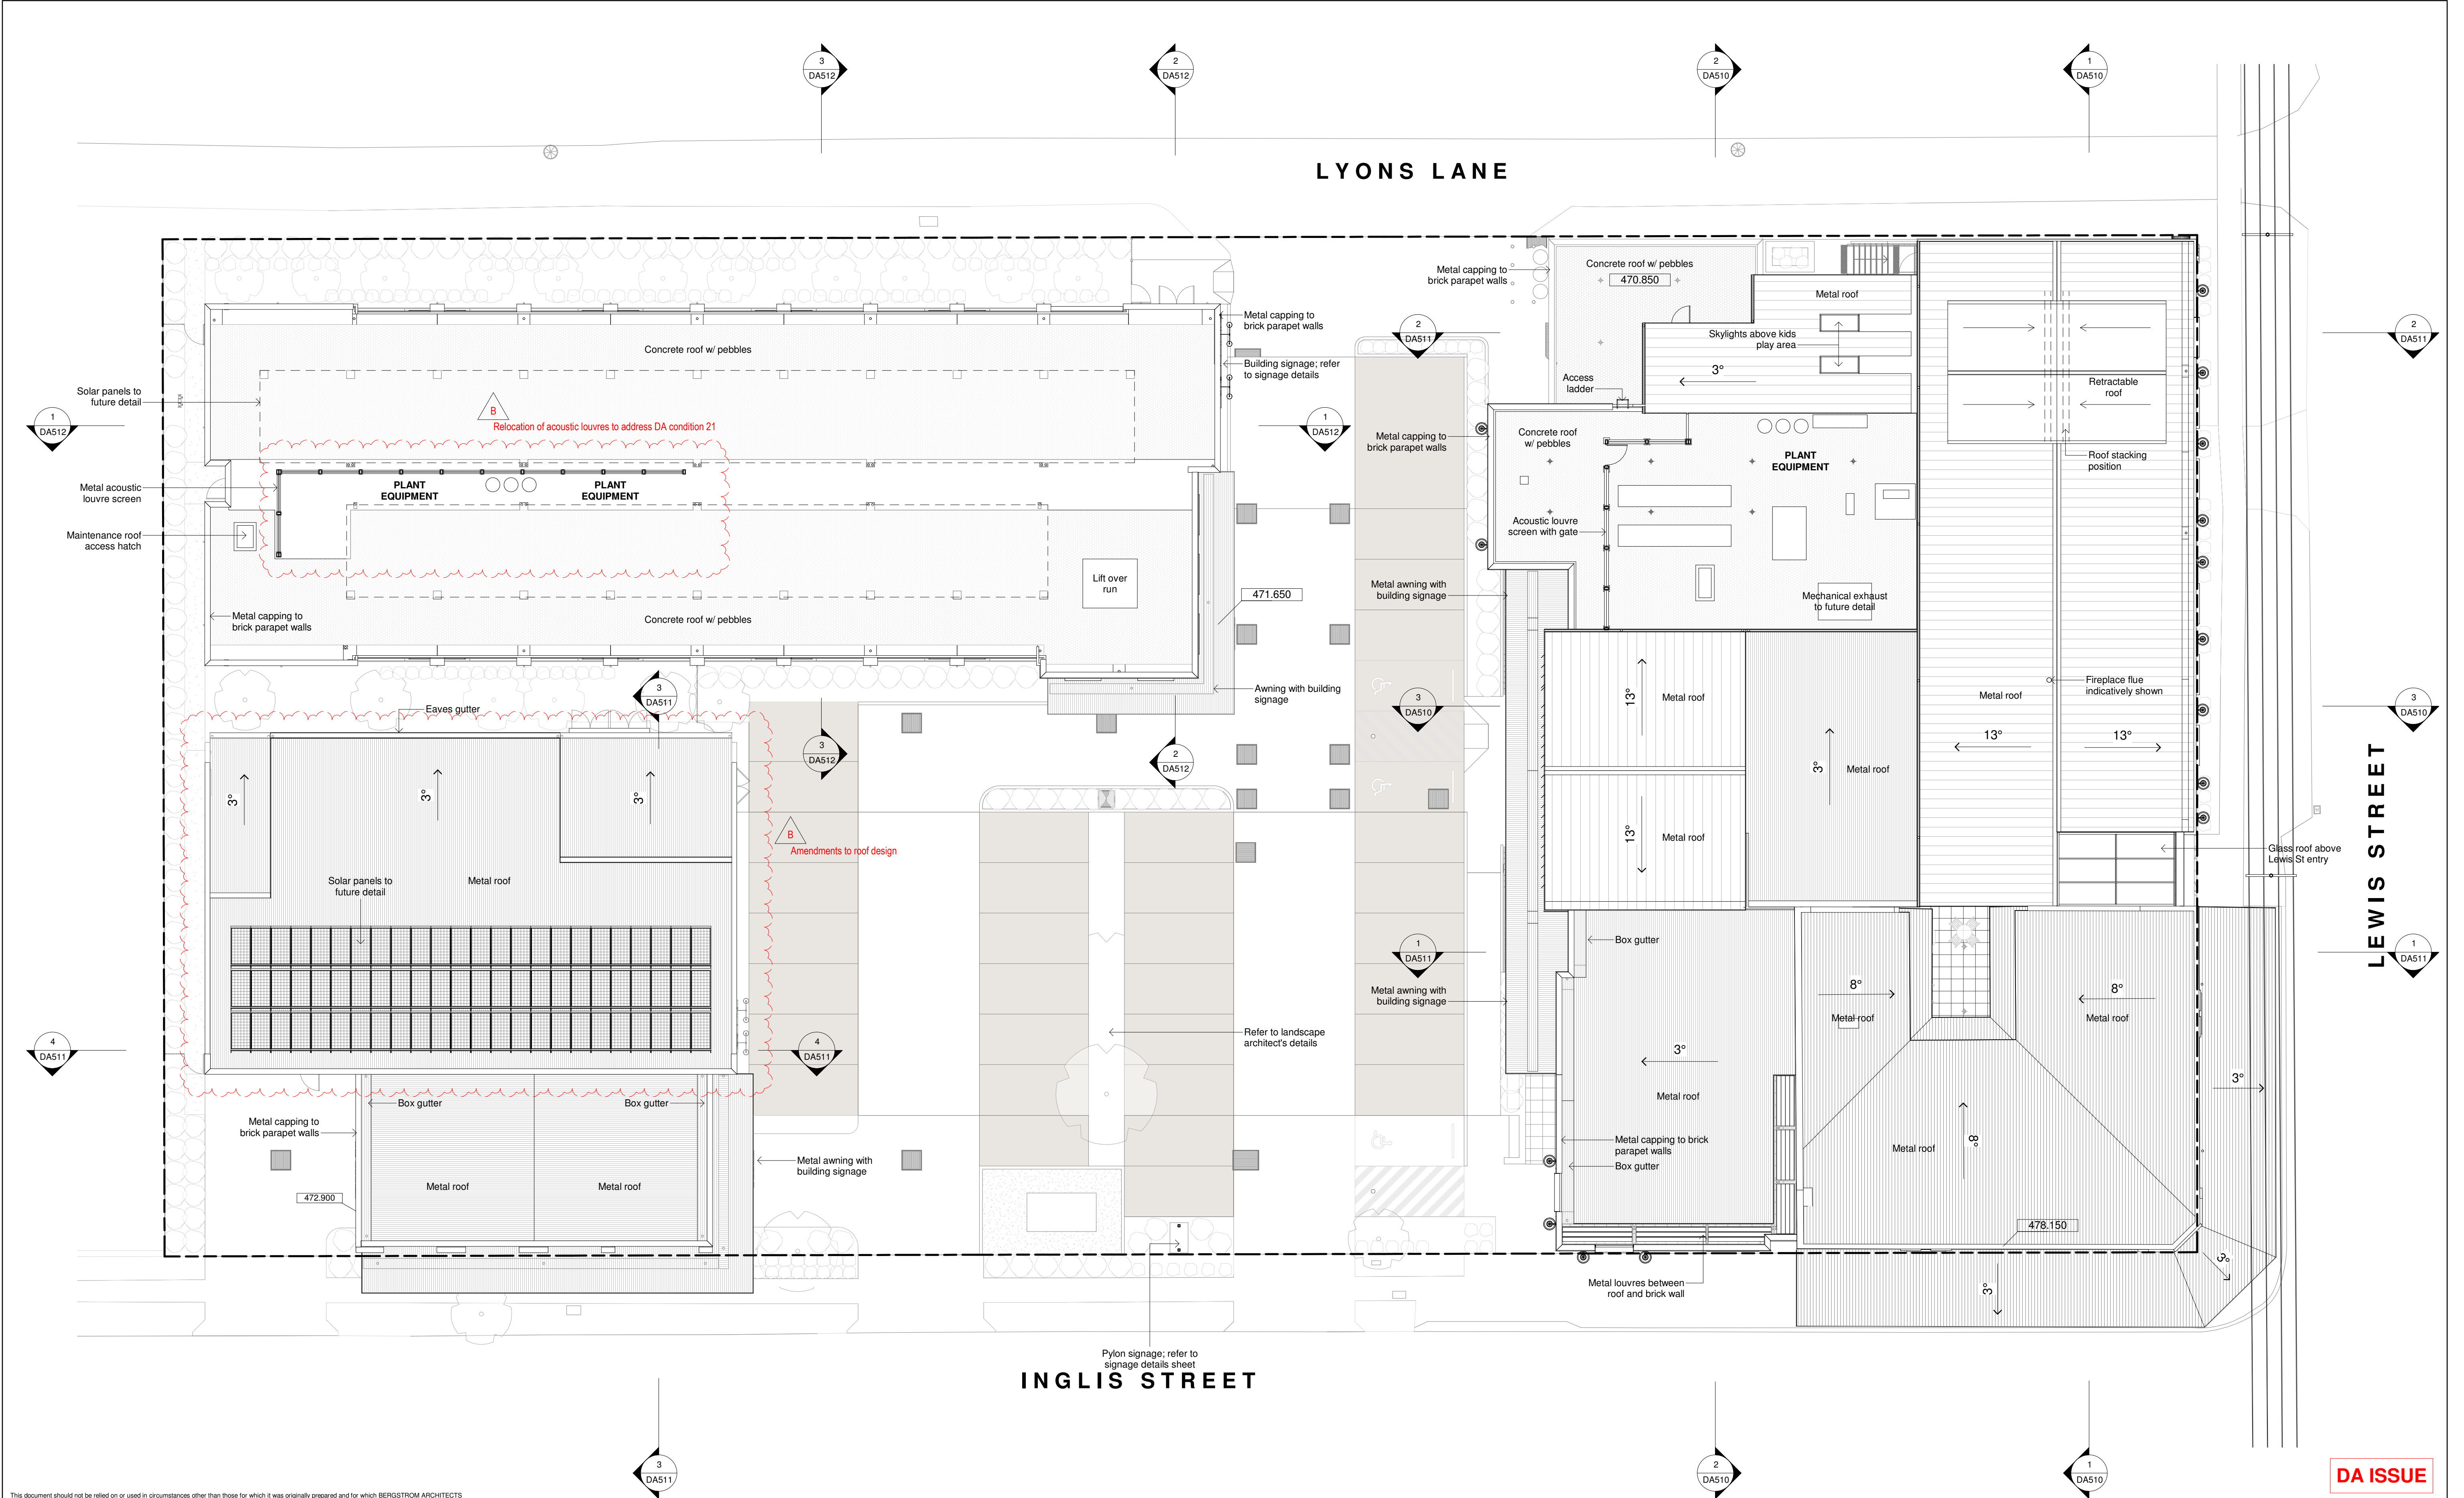 3
DA512
2
DA512
2
DA510
1
DA510
LYONS LANE
Metal capping to
brick parapet walls
Concrete roof w/ pebbles
470.850
Metal roof
Skylights above kids
play area
3°
Access
ladder
Retractable
roof
Roof stacking
position
2
DA511
2
DA511
Metal capping to
brick parapet walls
Building signage; refer
to signage details
Concrete roof w/ pebbles
Solar panels to
future detail
1
DA512
B
Relocation of acoustic louvres to address DA condition 21
1
DA512
Metal capping to
brick parapet walls
Concrete roof
w/ pebbles
PLANT
EQUIPMENT
Metal acoustic
louvre screen
PLANT
EQUIPMENT
PLANT
EQUIPMENT
Maintenance roof
access hatch
Acoustic louvre
screen with gate
Lift over
run
471.650
Metal awning with
building signage
Mechanical exhaust
to future detail
Metal capping to
brick parapet walls
Concrete roof w/ pebbles
3
DA511
Awning with building
signage
3
DA510
13°
Metal roof
Metal roof
Fireplace flue
indicatively shown
3
DA510
Eaves gutter
3
DA512
2
DA512
13°
13°
3°
Metal roof
3°
3°
3°
13°
Metal roof
B
Amendments to roof design
Glass roof above
Lewis St entry
LEWIS STREET
Solar panels to
future detail
Metal roof
Box gutter
1
DA511
1
DA511
Metal awning with
building signage
8°
Metal roof
8°
Metal roof
4
DA511
4
DA511
Refer to landscape
architect's details
3°
Metal roof
3°
Box gutter
Box gutter
Metal capping to
brick parapet walls
Metal capping to brick
parapet walls
Box gutter
8°
Metal roof
Metal awning with
building signage
Metal roof
Metal roof
472.900
478.150
3°
3°
Metal louvres between
roof and brick wall
Pylon signage; refer to
signage details sheet
INGLIS STREET
3
DA511
2
DA510
1
DA510
DA ISSUE
This document should not be relied on or used in circumstances other than those for which it was originally prepared and for which BERGSTROM ARCHITECTS